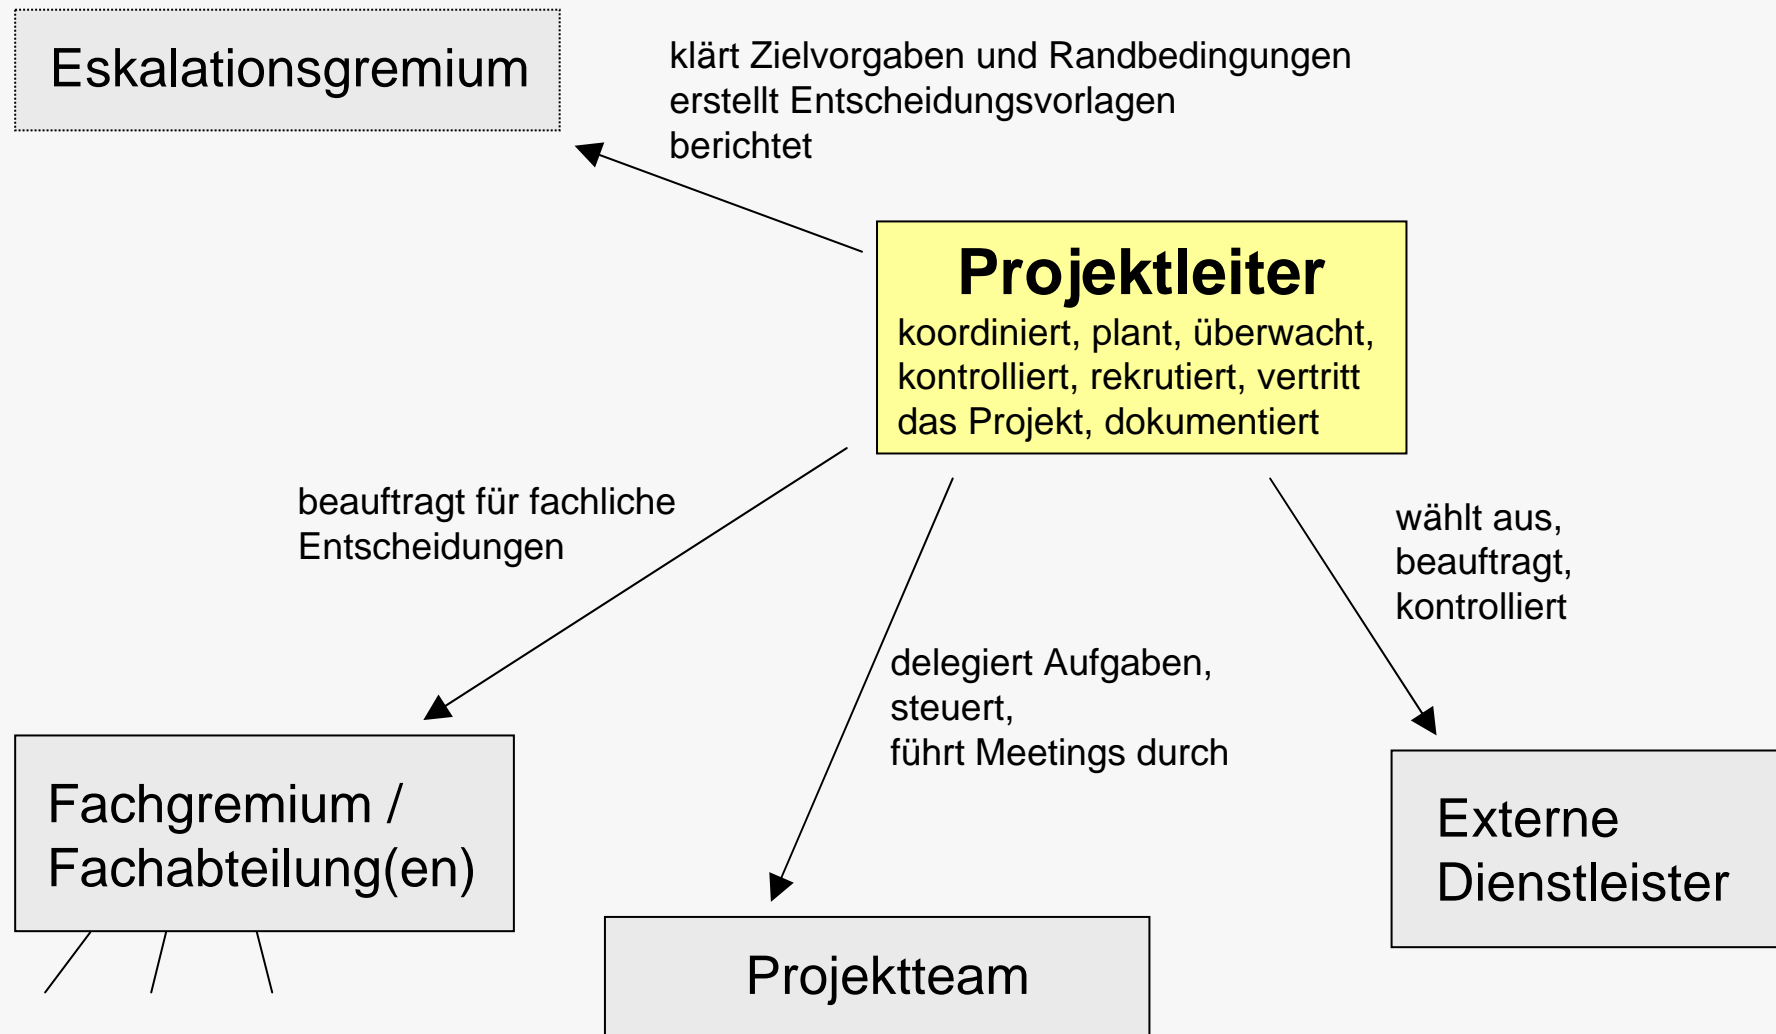 Eskalationsgremium
klärt Zielvorgaben und Randbedingungen
erstellt Entscheidungsvorlagen
berichtet
Projektleiter
koordiniert, plant, überwacht,
kontrolliert, rekrutiert, vertritt
das Projekt, dokumentiert
beauftragt für fachliche
Entscheidungen
wählt aus,
beauftragt,
kontrolliert
delegiert Aufgaben,
steuert,
führt Meetings durch
Fachgremium /
Fachabteilung(en)
Externe
Dienstleister
Projektteam